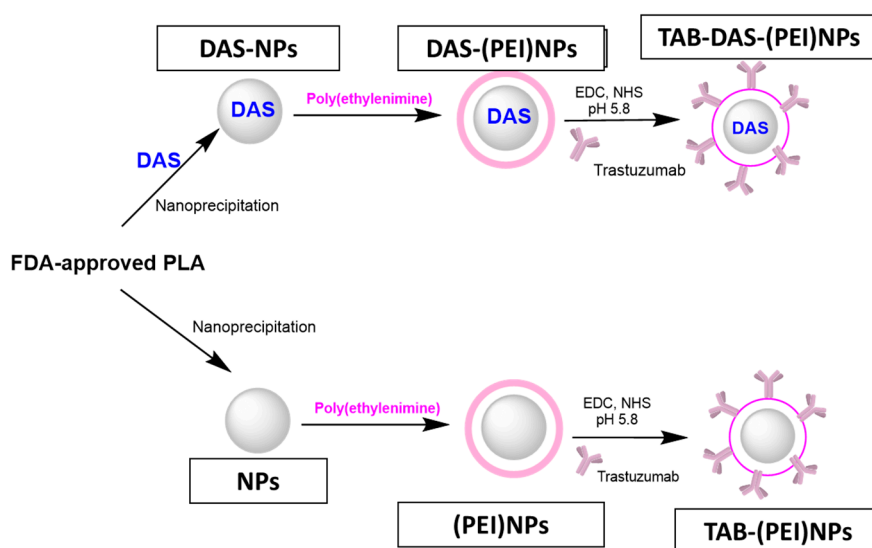 DAS-NPs
DAS-(PEI)NPs
TAB-DAS-(PEI)NPs
Poly(ethylenimine)
EDC, NHS
pH 5.8
DAS
DAS
DAS
DAS
Trastuzumab
Nanoprecipitation
FDA-approved PLA
Nanoprecipitation
Poly(ethylenimine)
EDC, NHS
pH 5.8
Trastuzumab
NPs
(PEI)NPs
TAB-(PEI)NPs